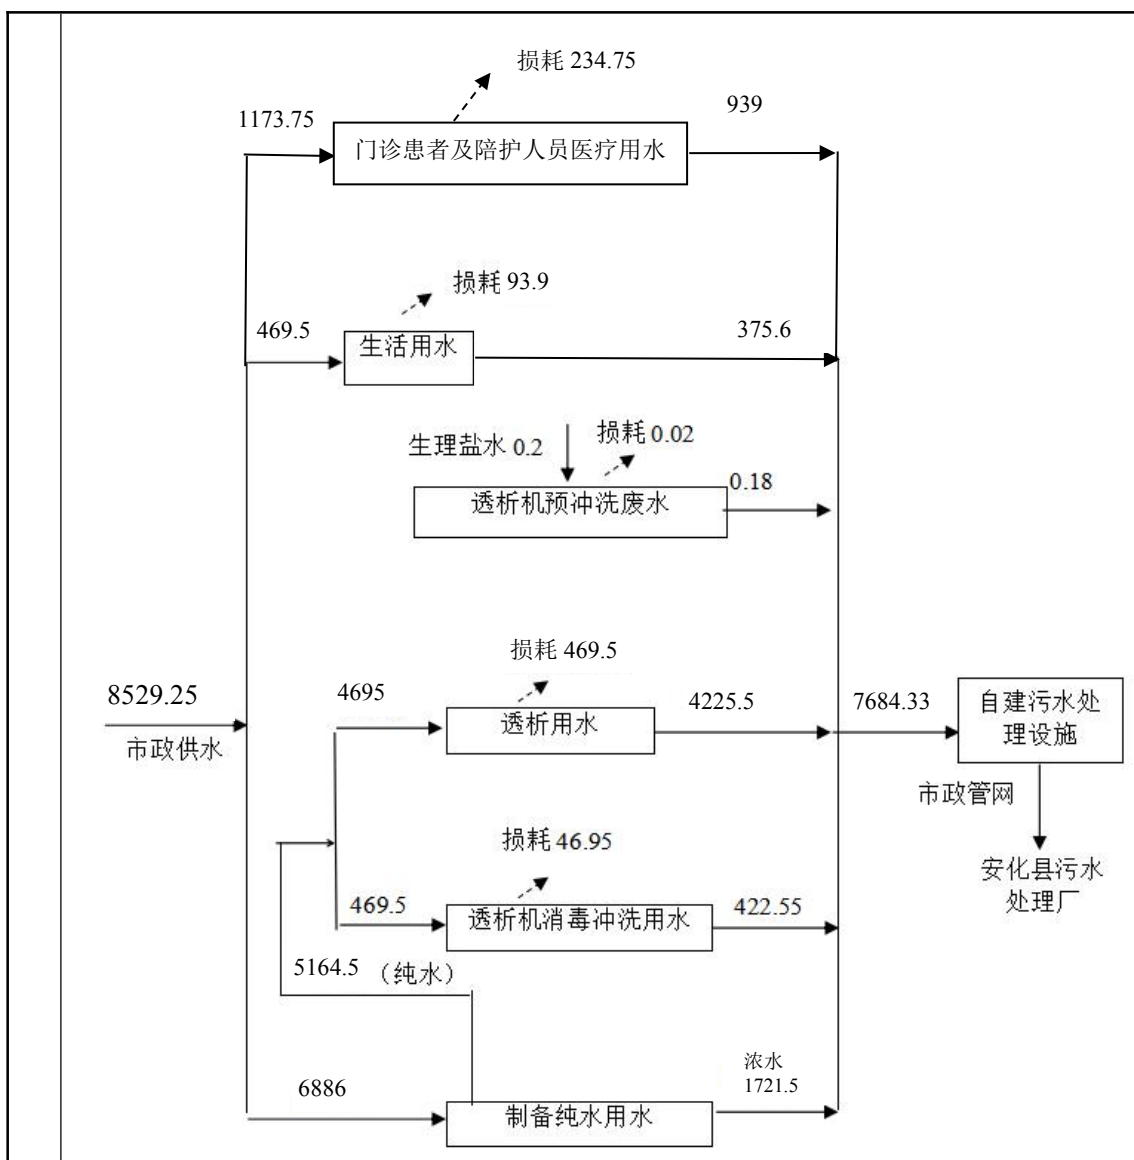 损耗 234.75
1173.75
939
门诊患者及陪护人员医疗用水
损耗 93.9
469.5
375.6
生活用水
生理盐水 0.2
损耗 0.02
0.18
透析机预冲洗废水
损耗 469.5
8529.25
市政供水
4695
透析用水
4225.5
7684.33
自建污水处
理设施
市政管网
安化县污水
处理厂
损耗 46.95
469.5
透析机消毒冲洗用水
422.55
5164.5 （纯水）
浓水
1721.5
6886
制备纯水用水